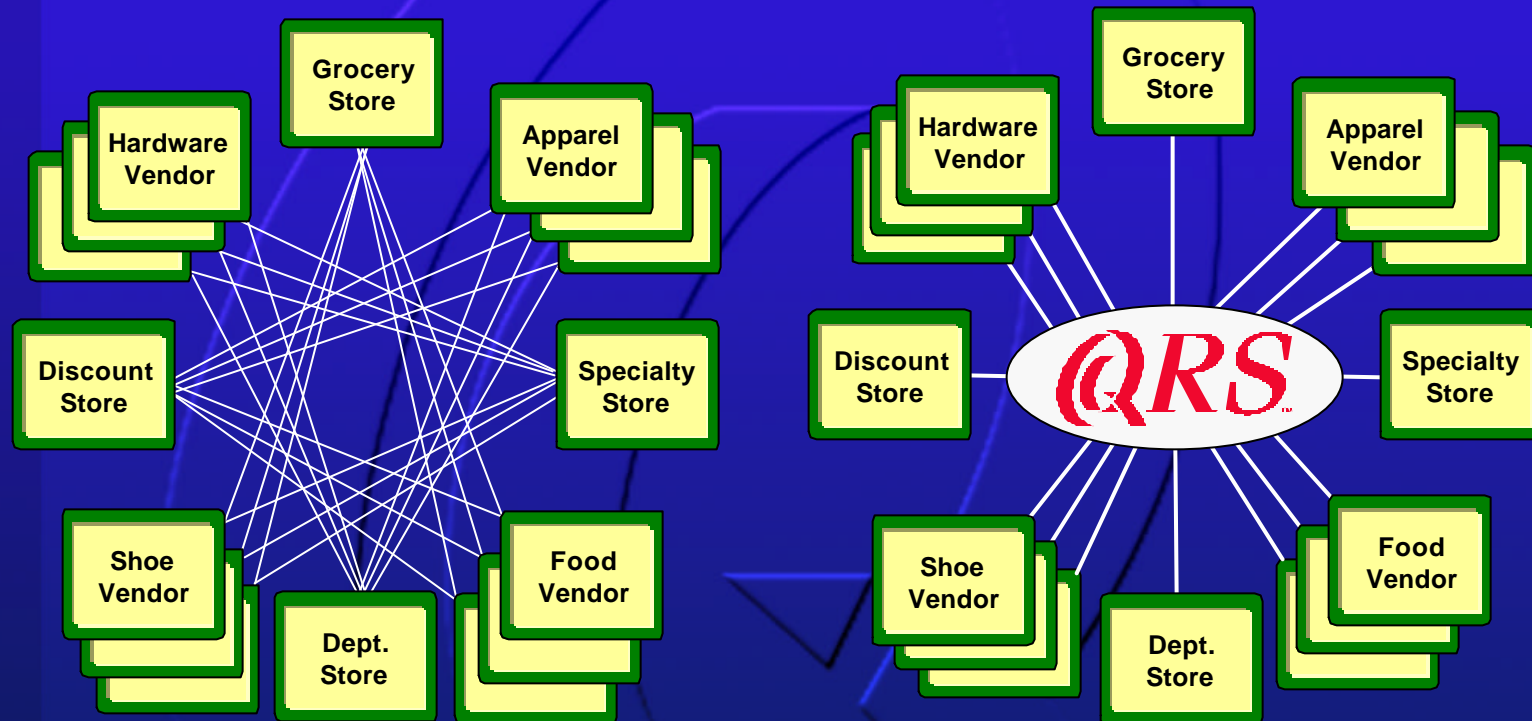 Grocery
Store
Hardware
Vendor
Apparel
Vendor
Discount
Store
Specialty
Store
Shoe
Vendor
Food
Vendor
Dept.
Store
Grocery
Store
Hardware
Vendor
Apparel
Vendor
Discount
Store
QRS
Specialty
Store
Shoe
Vendor
Food
Vendor
Dept.
Store